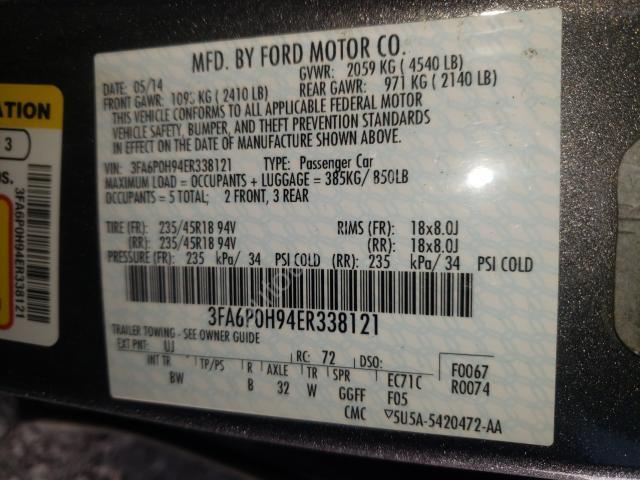 MFD. BY FORD MOTOR CO.
DATE: 05/14 GVWR: 2059 KG ( 4540 LB)
FRONT GAWR: 1093 KG ( 2410 LB) REAR GAWR: 971 KG ( 2140 LB)
THIS VEHICLE CONFORMS TO ALL APPLICABLE FEDERAL MOTOR
VEHICLE SAFETY, BUMPER, AND THEFT PREVENTION STANDARDS
IN EFFECT ON THE DATE OF MANUFACTURE SHOWN ABOVE.
VIN: 3FA6P0H94ER338121 TYPE: Passenger Car
MAXIMUM LOAD = OCCUPANTS + LUGGAGE = 385KG/ 850LB
OCCUPANTS = 5 TOTAL; 2 FRONT, 3 REAR
TIRE (FR): 235/45R18 94V RIMS (FR): 18x8.0J
(RR): 235/45R18 94V (RR): 18x8.0J
PRESSURE (FR): 235 kPa/ 34 PSI COLD (RR): 235 kPa/ 34 PSI COLD
3FA6P0H94ER338121
TRAILER TOWING - SEE OWNER GUIDE
EXT PNT: UJ RC: 72 DSO: F0067
INT TR TP/PS R AXLE TR SPR EC71C R0074
BW B 32 W GGFF F05
CMC 5U5A-5420472-AA
ATION
3
OS.
3FA6P0H94ER338121